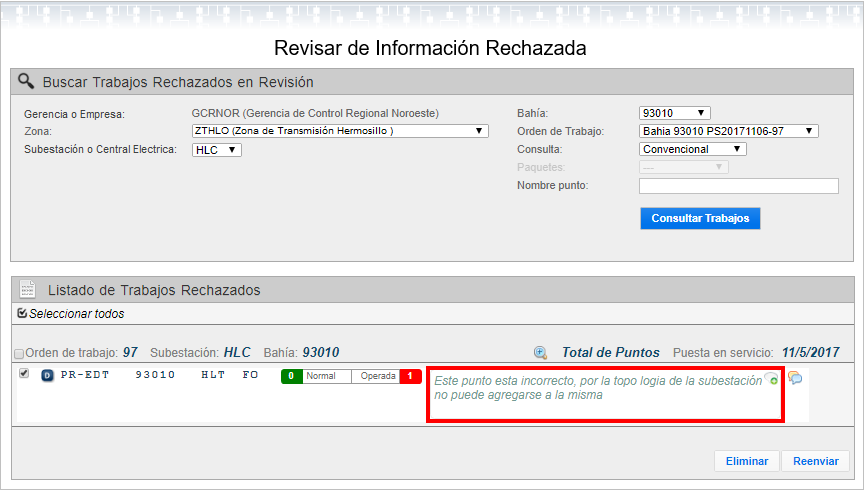 Revisar de Información Rechazada
Buscar Trabajos Rechazados en Revisión
Gerencia o Empresa: GCRNOR (Gerencia de Control Regional Noroeste)
Zona: ZTHLO (Zona de Transmisión Hermosillo )
Subestación o Central Electrica: HLC
Bahía: 93010
Orden de Trabajo: Bahia 93010 PS20171106-97
Consulta: Convencional
Paquetes: ---
Nombre punto:
Consultar Trabajos
Listado de Trabajos Rechazados
Seleccionar todos
Orden de trabajo: 97 Subestación: HLC Bahía: 93010 Total de Puntos Puesta en servicio: 11/5/2017
D PR-EDT 93010 HLT FO 0 Normal Operada 1
Este punto esta incorrecto, por la topo logia de la subestación
no puede agregarse a la misma
Eliminar Reenviar